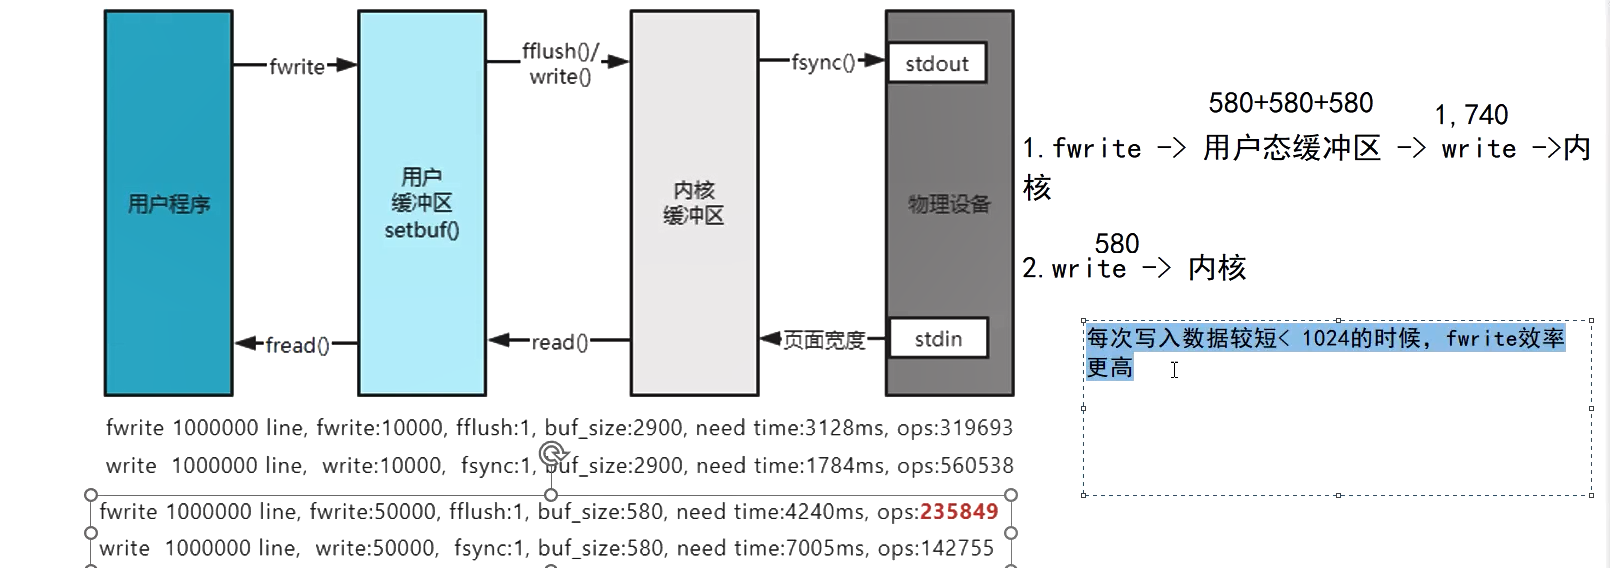 fwrite
fflush()/
write()
fsync()
stdout
用户程序
用户
缓冲区
setbuf()
内核
缓冲区
物理设备
fread()
read()
页面宽度
stdin
580+580+580
1,740
1.fwrite -> 用户态缓冲区 -> write ->内
核
580
2.write -> 内核
每次写入数据较短< 1024的时候，fwrite效率
更高
fwrite 1000000 line, fwrite:10000, fflush:1, buf_size:2900, need time:3128ms, ops:319693
write 1000000 line, write:10000, fsync:1, buf_size:2900, need time:1784ms, ops:560538
fwrite 1000000 line, fwrite:50000, fflush:1, buf_size:580, need time:4240ms, ops:235849
write 1000000 line, write:50000, fsync:1, buf_size:580, need time:7005ms, ops:142755